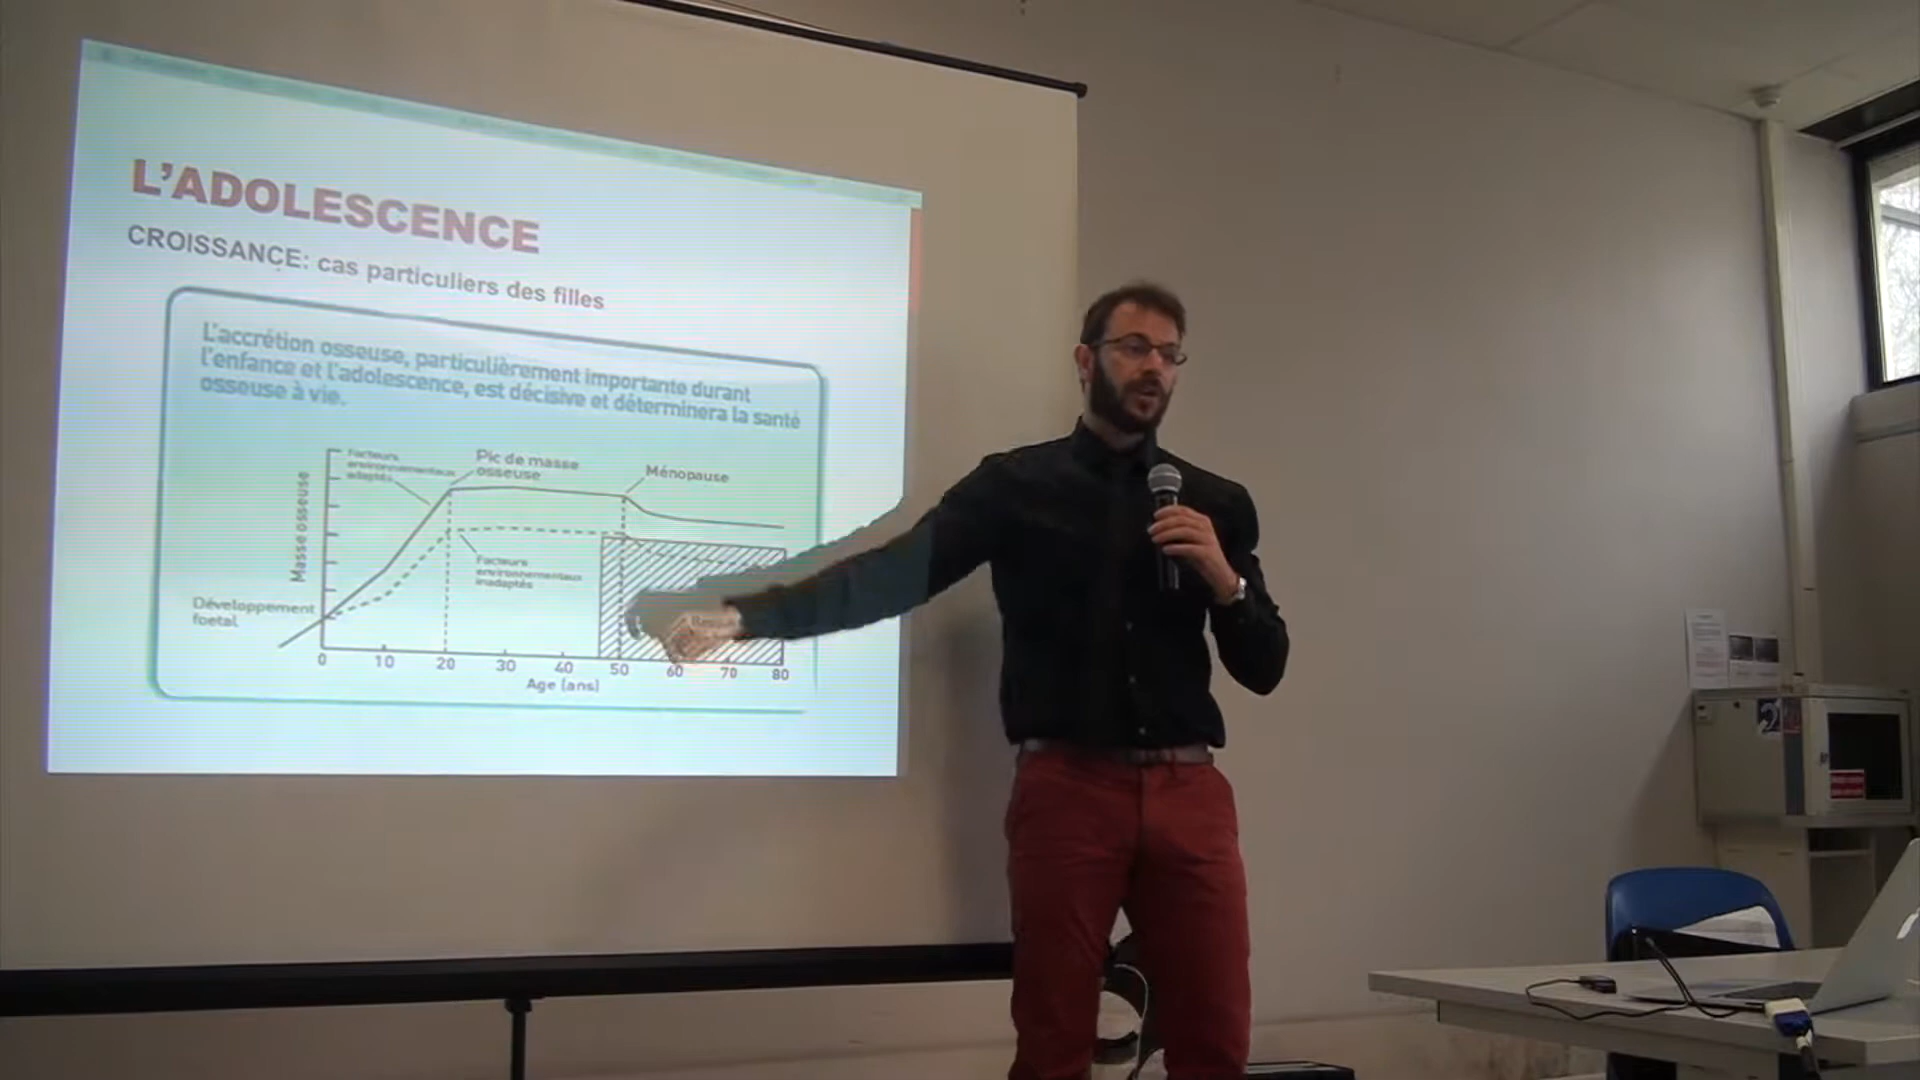 L'ADOLESCENCE
CROISSANCE: cas particuliers des filles
L'accrétion osseuse, particulièrement importante durant
l'enfance et l'adolescence, est décisive et déterminera la santé
osseuse à vie.
Facteurs
environnementaux
adaptés
Pic de masse
osseuse
Ménopause
Masse osseuse
Facteurs
environnementaux
inadaptés
Développement
foetal
0 10 20 30 40 50 60 70 80
Age (ans)